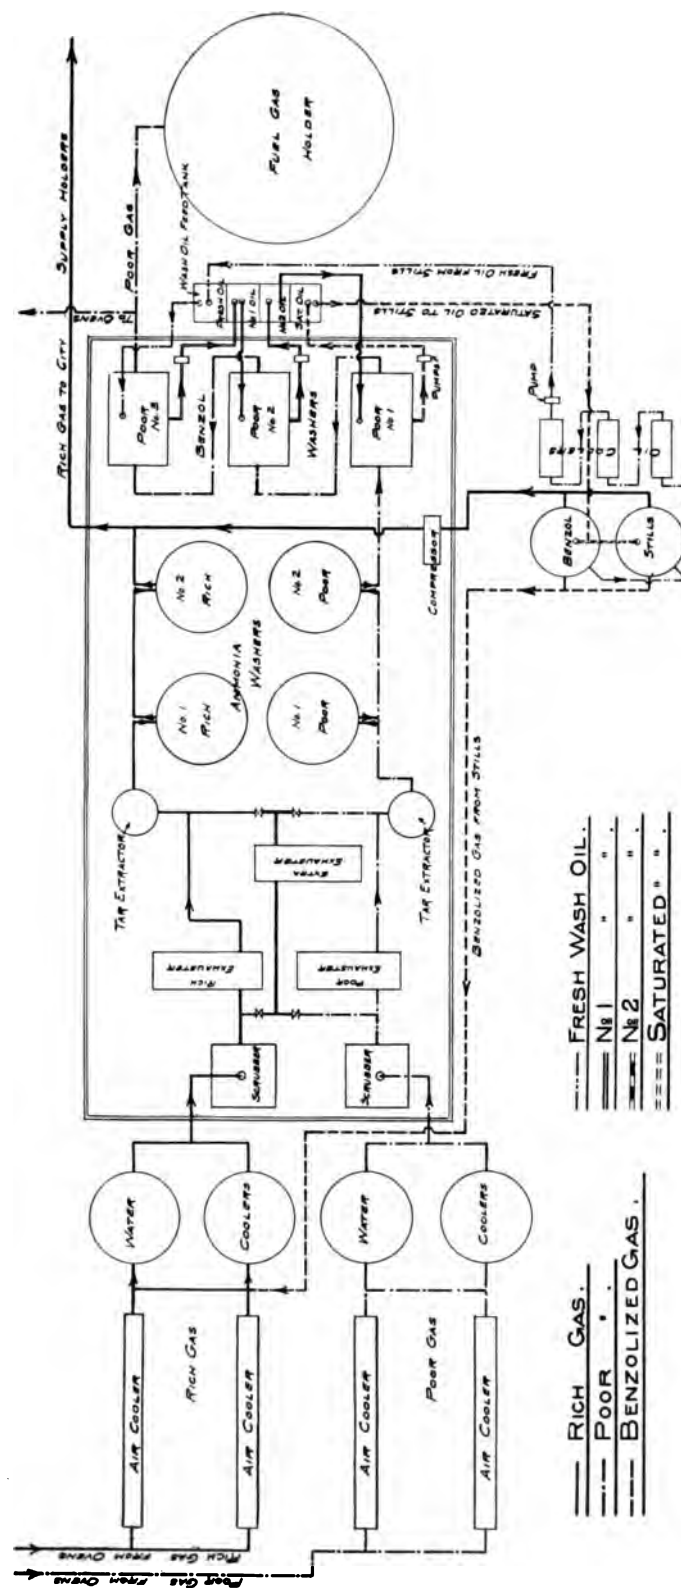 RICH GAS TO CITY
SUPPLY HOLDERS
TO OVENS
POOR GAS
FUEL GAS
HOLDER
WASH OIL FEED TANK
FRESH OIL
No 1 OIL
No 2 OIL
SAT. OIL
FRESH OIL FROM STILLS
SATURATED OIL TO STILLS
POOR
No 3
BENZOL
POOR
No 2
WASHERS
POOR
No 1
PUMPS
PUMP
OIL
COOLERS
BENZOL
STILLS
COMPRESSOR
No. 2
RICH
No. 2
POOR
AMMONIA
WASHERS
No. 1
RICH
No. 1
POOR
TAR EXTRACTOR
TAR EXTRACTOR
EXTRA
EXHAUSTER
RICH
EXHAUSTER
POOR
EXHAUSTER
SCRUBBER
SCRUBBER
BENZOLIZED GAS FROM STILLS
WATER
COOLERS
WATER
COOLERS
AIR COOLER
RICH GAS
AIR COOLER
AIR COOLER
POOR GAS
AIR COOLER
RICH GAS FROM OVENS
POOR GAS FROM OVENS
RICH GAS.
POOR " .
BENZOLIZED GAS.
FRESH WASH OIL.
No 1 " " .
No 2 " " .
SATURATED " " .